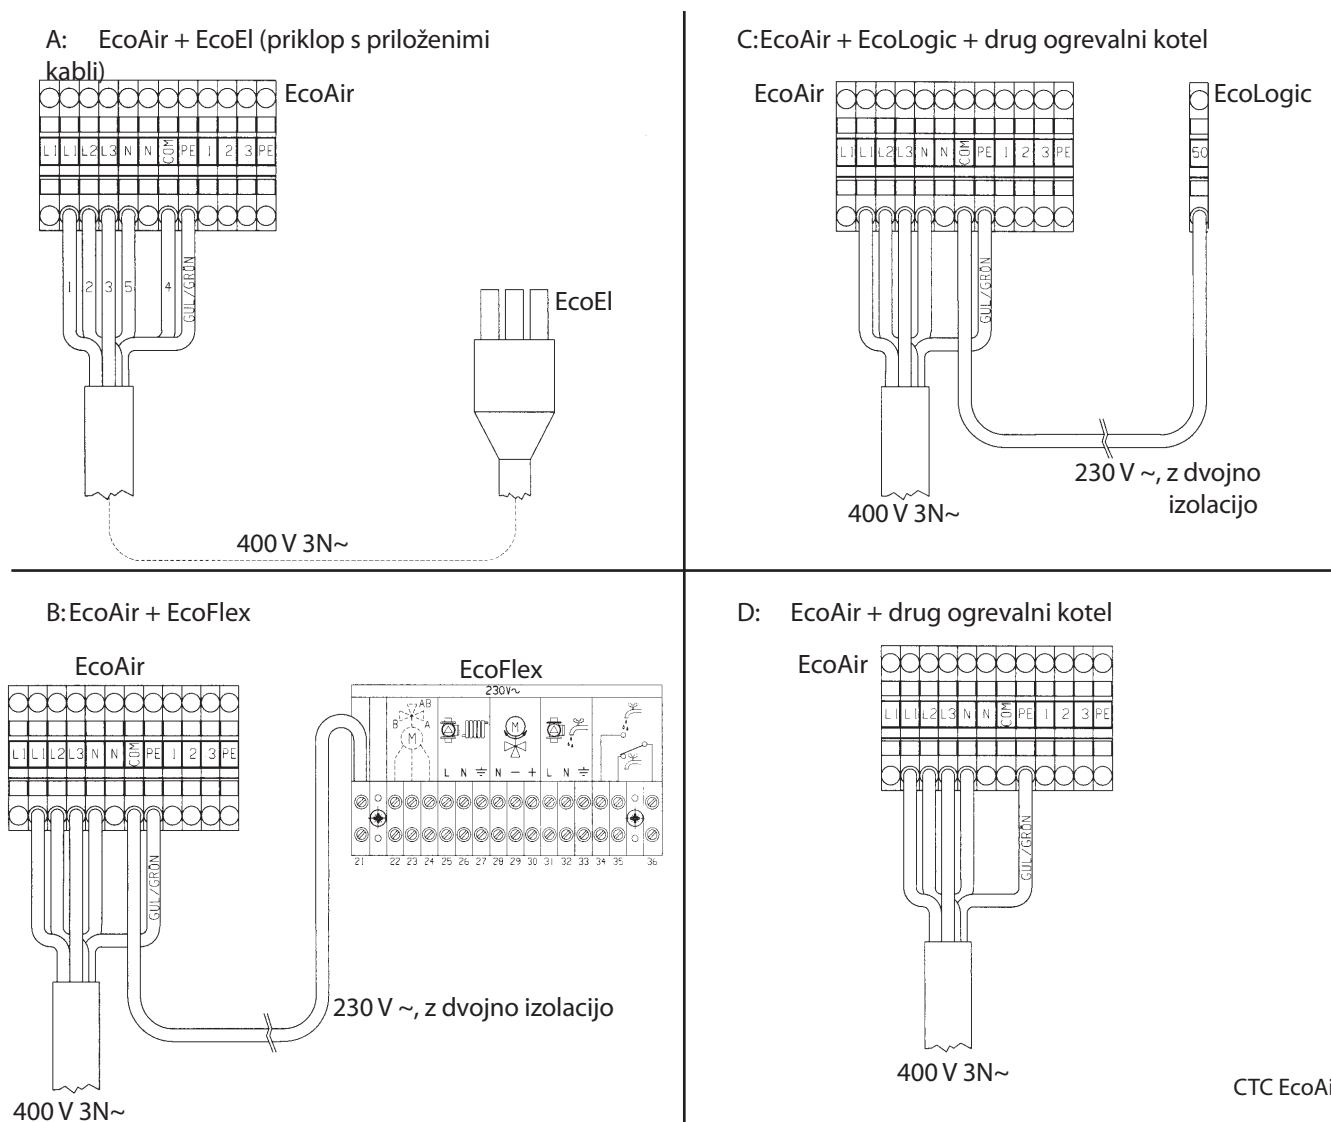 A: EcoAir + EcoEl (priklop s priloženimi
kabli)
EcoAir
L1 L1 L2 L3 N N COM PE 1 2 3 PE
1 2 3 5 4 GUL/GRÖN
EcoEl
400 V 3N~
C:EcoAir + EcoLogic + drug ogrevalni kotel
EcoAir
EcoLogic
L1 L1 L2 L3 N N COM PE 1 2 3 PE
50
GUL/GRÖN
230 V ~, z dvojno
izolacijo
400 V 3N~
B:EcoAir + EcoFlex
EcoAir
EcoFlex
230V~
AB
B A
M
M
L1 L1 L2 L3 N N COM PE 1 2 3 PE
L N N – + L N
21 22 23 24 25 26 27 28 29 30 31 32 33 34 35 36
GUL/GRÖN
230 V ~, z dvojno izolacijo
400 V 3N~
D: EcoAir + drug ogrevalni kotel
EcoAir
L1 L1 L2 L3 N N COM PE 1 2 3 PE
GUL/GRÖN
400 V 3N~
CTC EcoAi